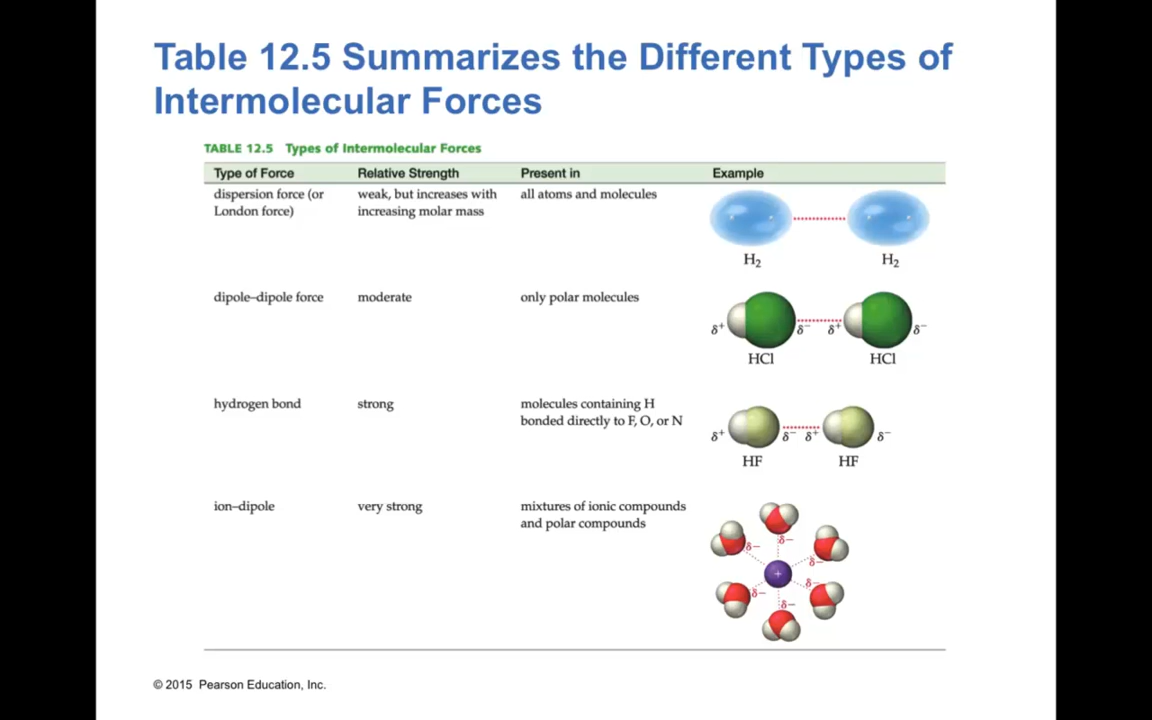 Table 12.5 Summarizes the Different Types of
Intermolecular Forces
TABLE 12.5 Types of Intermolecular Forces
Type of Force Relative Strength Present in Example
dispersion force (or weak, but increases with all atoms and molecules
London force) increasing molar mass
H₂ H₂
dipole–dipole force moderate only polar molecules
δ⁺ δ⁻ δ⁺ δ⁻
HCl HCl
hydrogen bond strong molecules containing H
bonded directly to F, O, or N
δ⁺ δ⁻ δ⁺ δ⁻
HF HF
ion–dipole very strong mixtures of ionic compounds
and polar compounds
δ−
δ−
δ−
+
δ−
δ−
δ−
© 2015 Pearson Education, Inc.